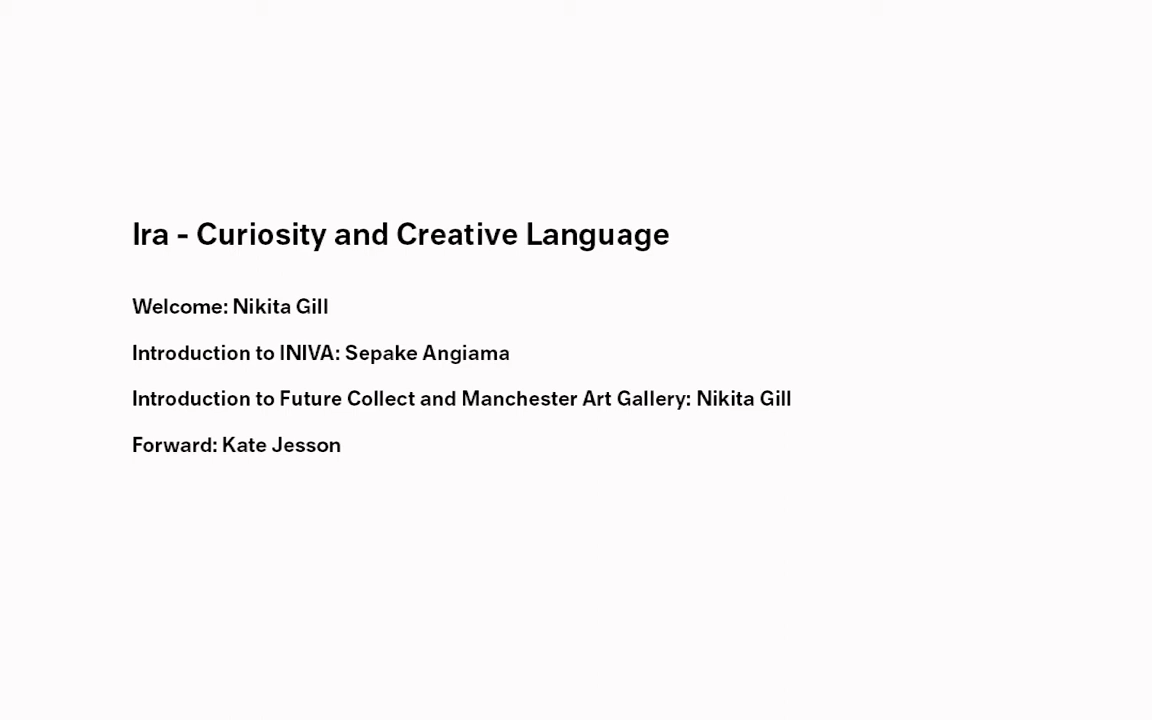 Ira - Curiosity and Creative Language
Welcome: Nikita Gill
Introduction to INIVA: Sepake Angiama
Introduction to Future Collect and Manchester Art Gallery: Nikita Gill
Forward: Kate Jesson